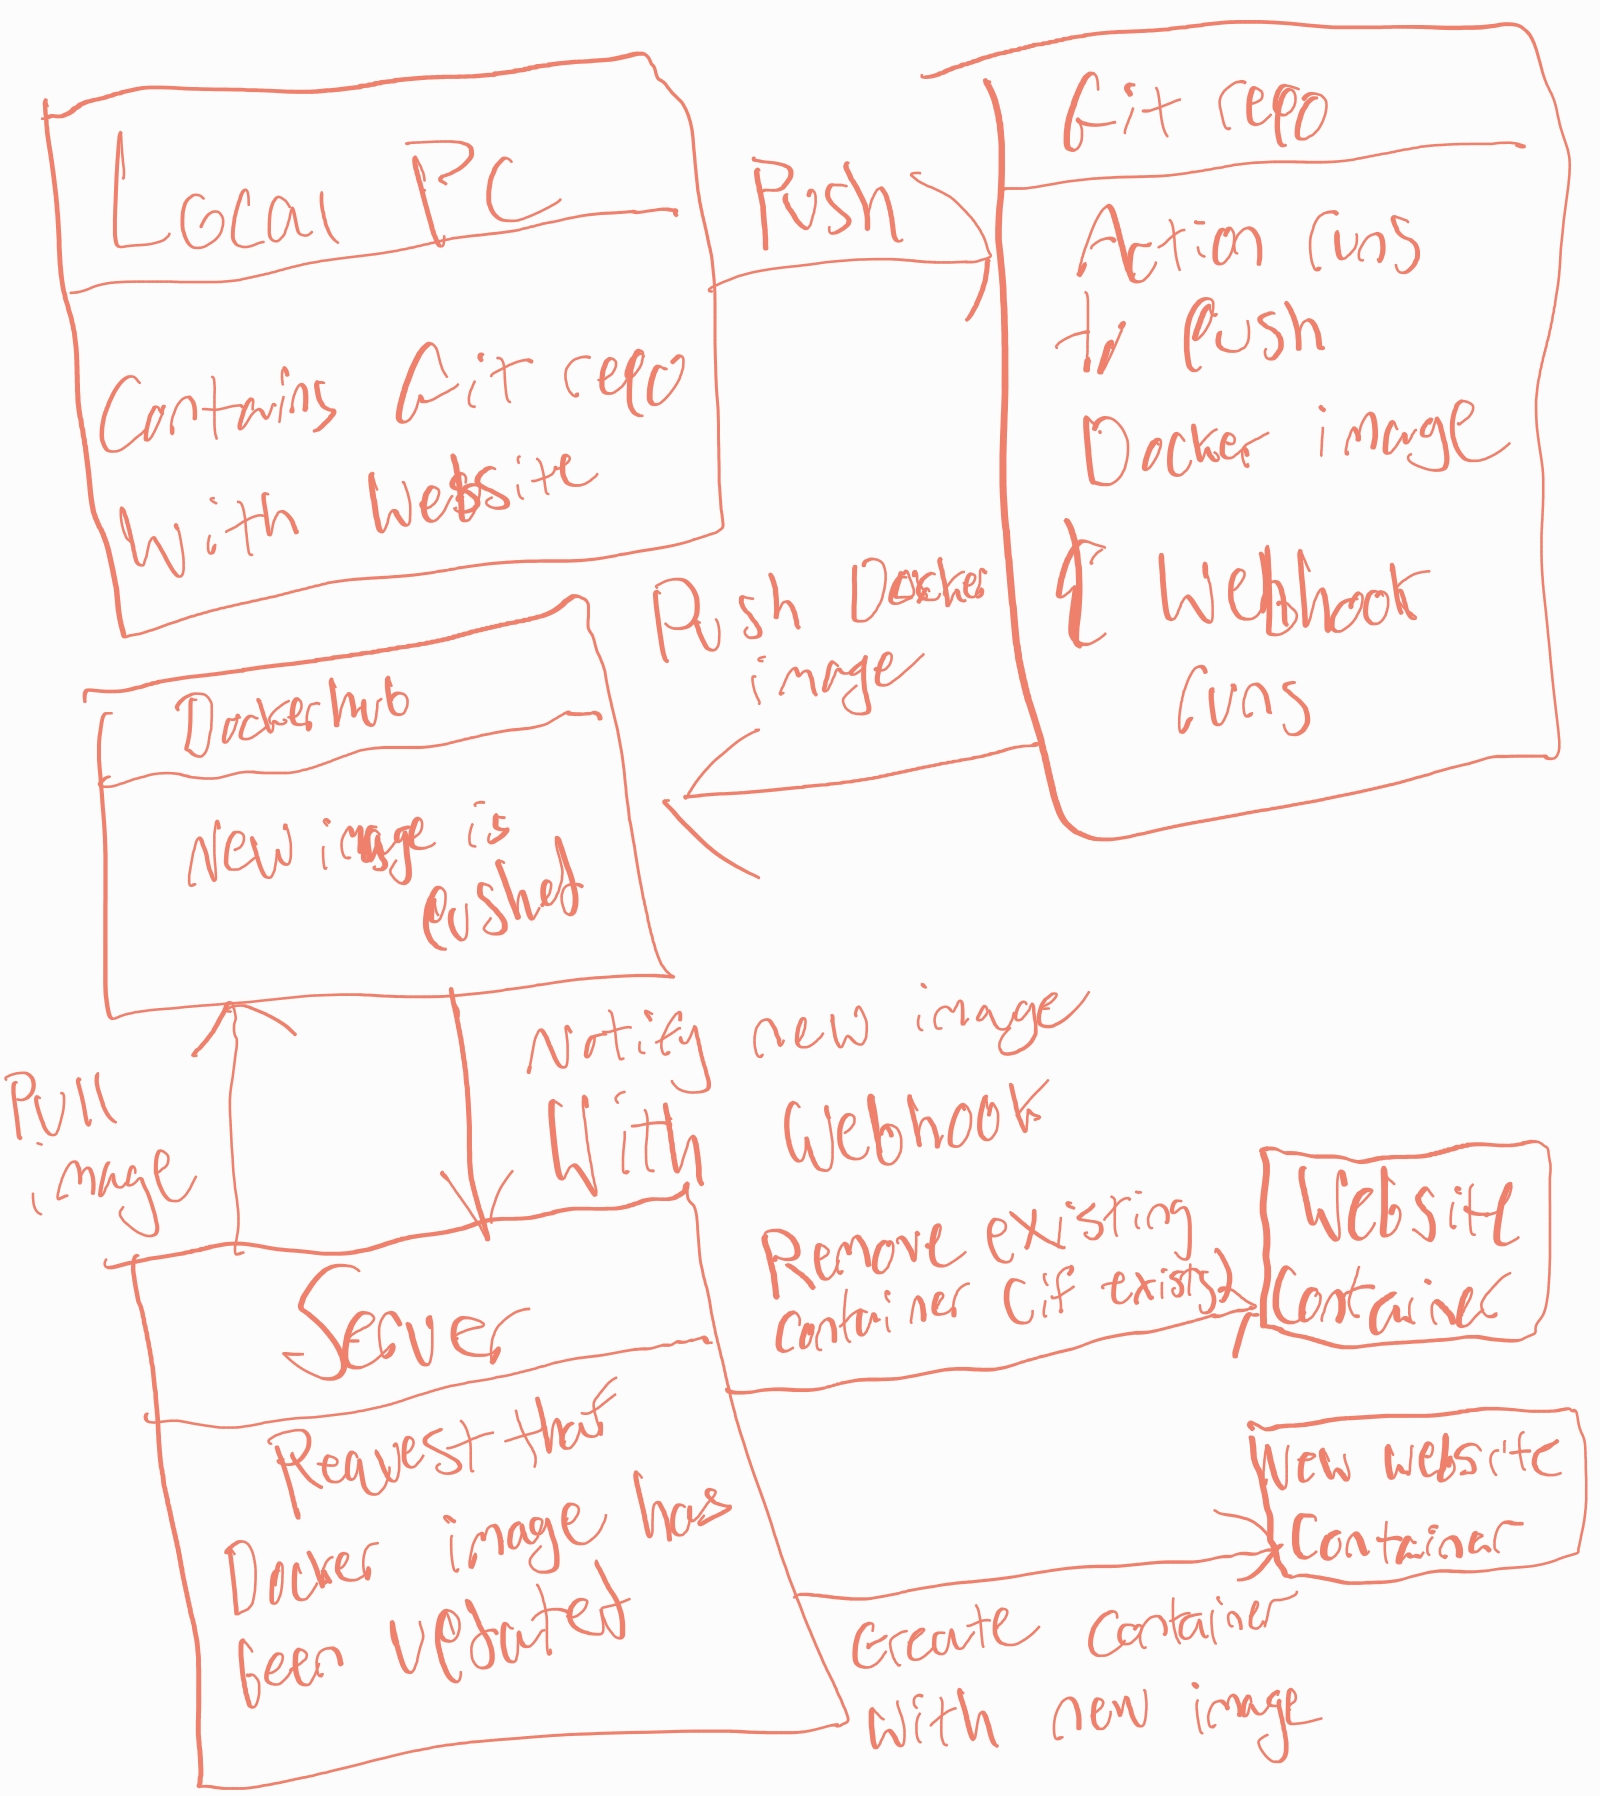 Local PC
Contains Git repo
With Website
Push
Git repo
Action runs
to push
Docker image
& Webhook
runs
Push Docker
image
Dockerhub
New image is
pushed
Pull
image
Notify new image
With Webhook
Server
Request that
Docker image has
been updated
Remove existing
container (if exists)
Website
Container
New website
Container
Create container
With new image